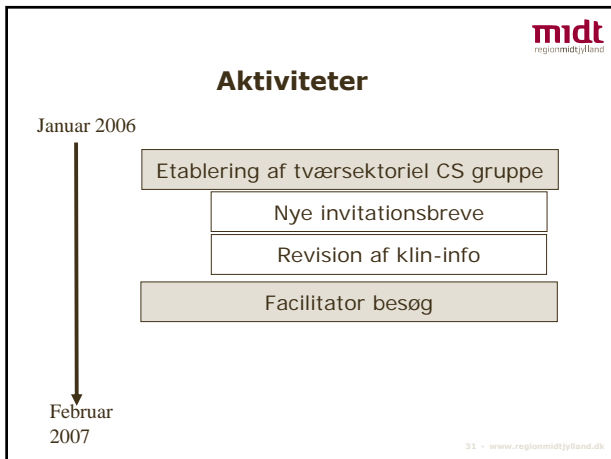 midt
regionmidtjylland
Aktiviteter
Januar 2006
Etablering af tværsektoriel CS gruppe
Nye invitationsbreve
Revision af klin-info
Facilitator besøg
Februar
2007
31 - www.regionmidtjylland.dk